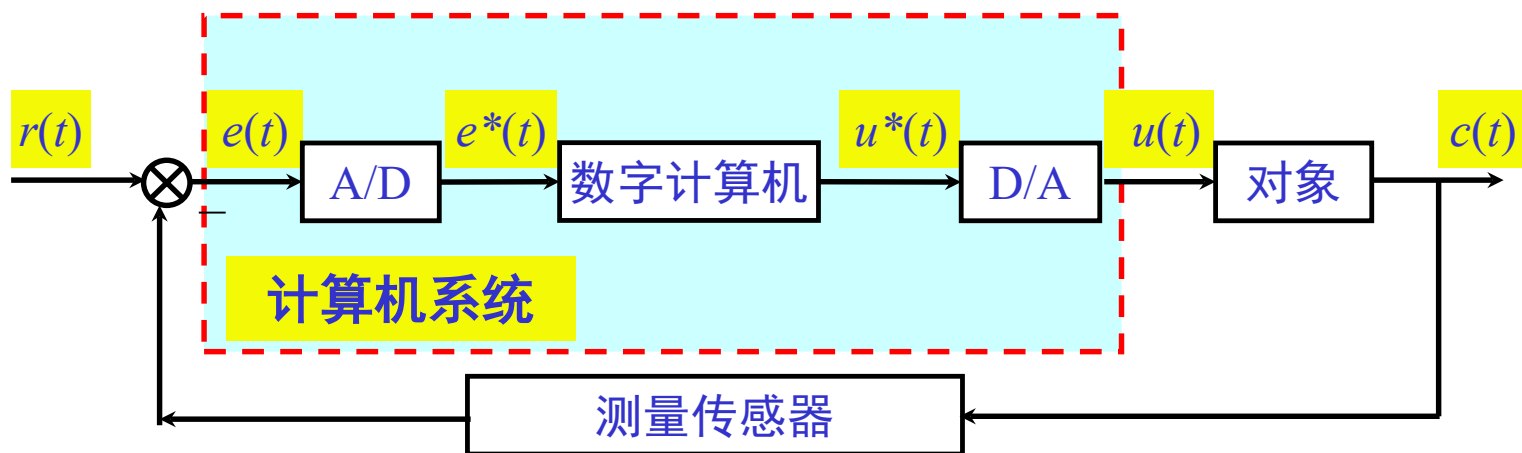 r(t) e(t) e*(t) u*(t) u(t) c(t)
A/D 数字计算机 D/A 对象
−
计算机系统
测量传感器